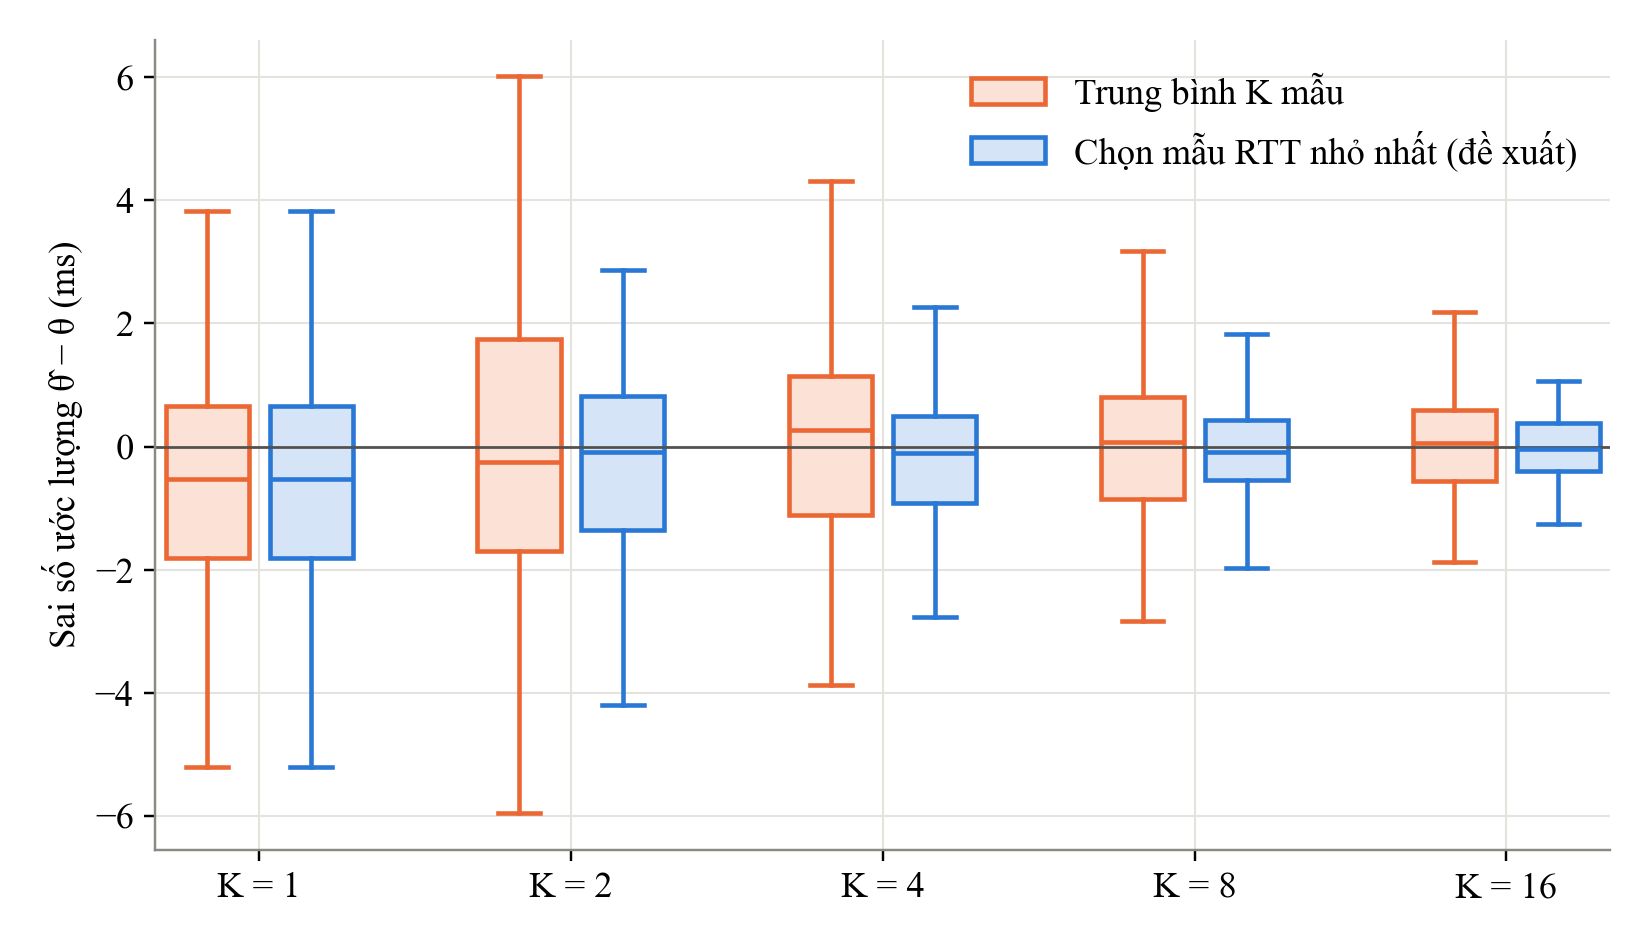 Sai số ước lượng θ̂ − θ (ms)
6
4
2
0
−2
−4
−6
Trung bình K mẫu
Chọn mẫu RTT nhỏ nhất (đề xuất)
K = 1
K = 2
K = 4
K = 8
K = 16